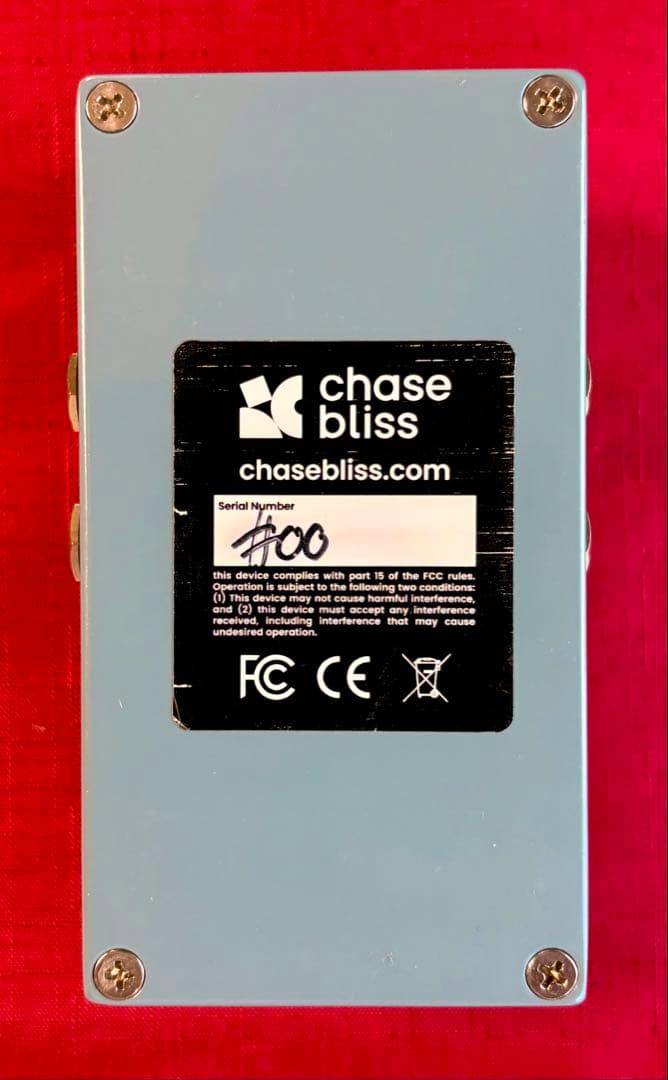 chase
bliss
chasebliss.com
Serial Number
#00
this device complies with part 15 of the FCC rules.
Operation is subject to the following two conditions:
(1) This device may not cause harmful interference,
and (2) this device must accept any interference
received, including interference that may cause
undesired operation.
FC CE